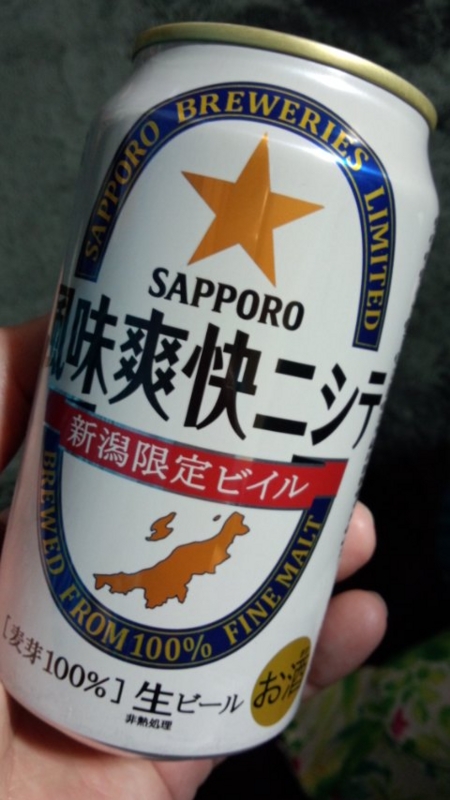 SAPPORO BREWERIES LIMITED
SAPPORO
風味爽快ニシテ
新潟限定ビイル
BREWED FROM 100% FINE MALT
[麦芽100%] 生ビール
非熱処理
お酒